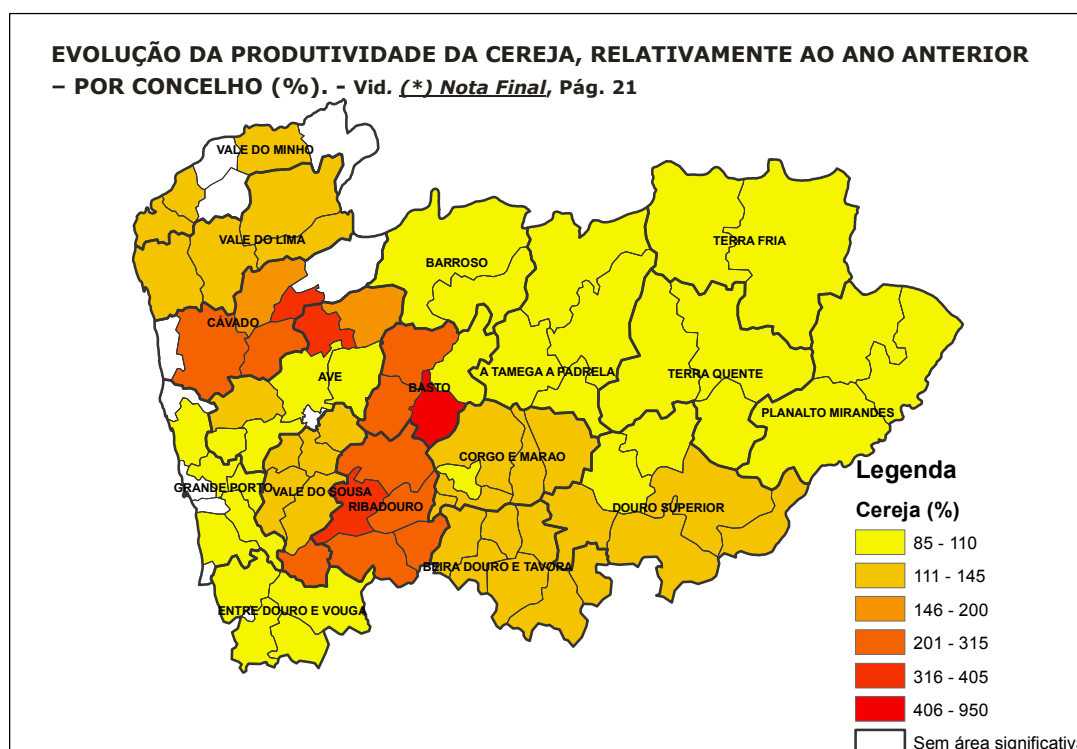 EVOLUÇÃO DA PRODUTIVIDADE DA CEREJA, RELATIVAMENTE AO ANO ANTERIOR
– POR CONCELHO (%). - Vid. (*) Nota Final, Pág. 21
VALE DO MINHO
VALE DO LIMA
TERRA FRIA
BARROSO
CÁVADO
AVE
BASTO
A TAMEGA A PADRELA
TERRA QUENTE
PLANALTO MIRANDES
CORGO E MARAO
GRANDE PORTO
VALE DO SOUSA
RIBADOURO
DOURO SUPERIOR
BEIRA DOURO E TAVORA
ENTRE DOURO E VOUGA
Legenda
Cereja (%)
85 - 110
111 - 145
146 - 200
201 - 315
316 - 405
406 - 950
Sem área significativ